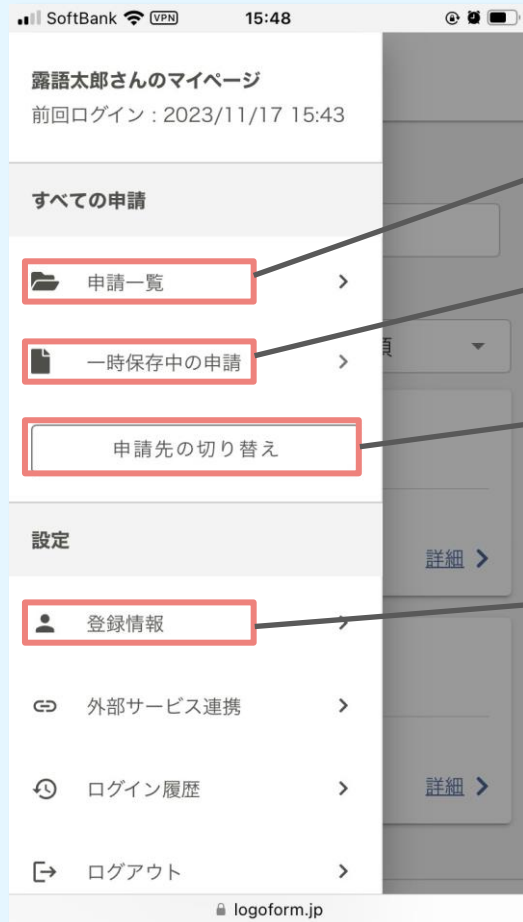 SoftBank VPN 15:48
露語太郎さんのマイページ
前回ログイン : 2023/11/17 15:43
すべての申請
申請一覧
一時保存中の申請
申請先の切り替え
設定
詳細
登録情報
外部サービス連携
ログイン履歴
詳細
ログアウト
logoform.jp